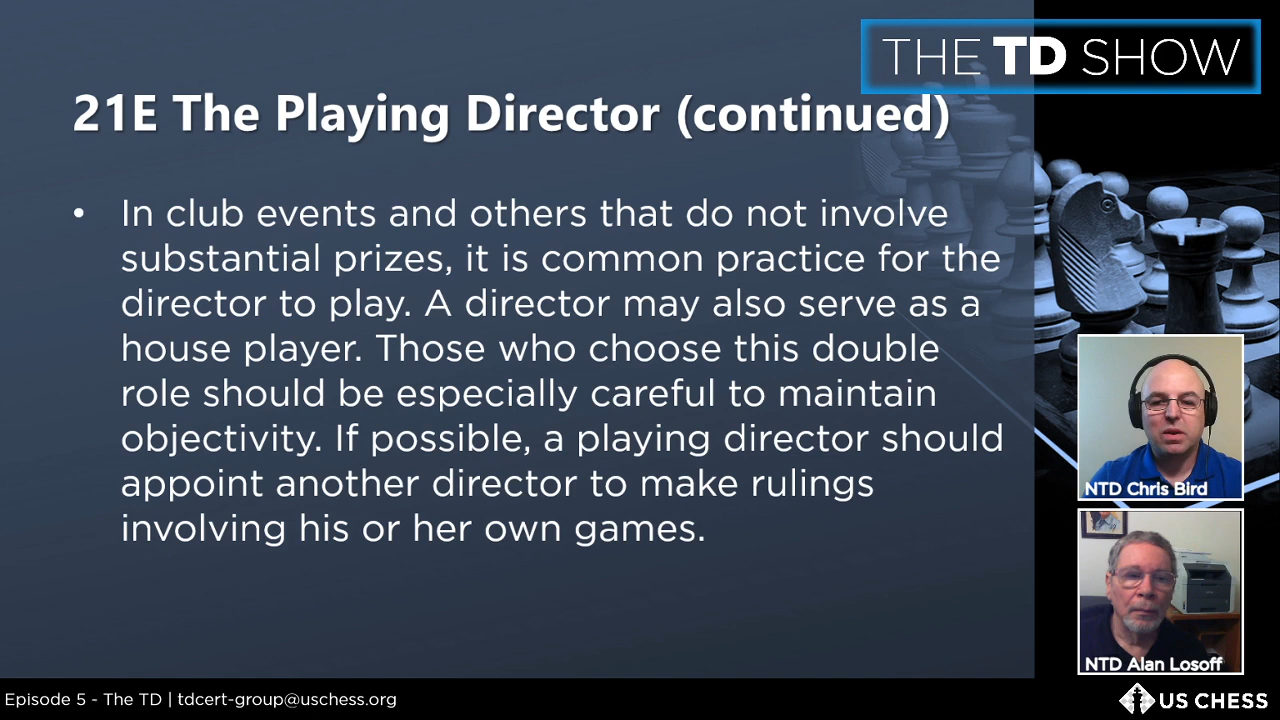 THE TD SHOW
21E The Playing Director (continued)
• In club events and others that do not involve
substantial prizes, it is common practice for the
director to play. A director may also serve as a
house player. Those who choose this double
role should be especially careful to maintain
objectivity. If possible, a playing director should
appoint another director to make rulings
involving his or her own games.
NTD Chris Bird
NTD Alan Losoff
Episode 5 - The TD | tdcert-group@uschess.org
US CHESS